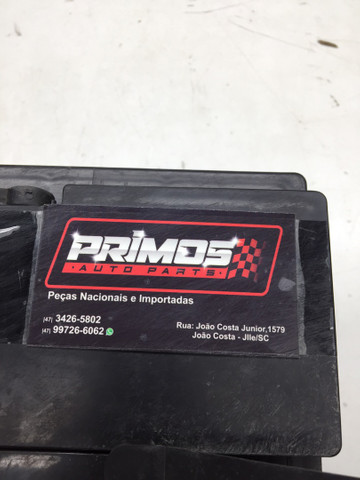 PRIMOS
AUTO PARTS
Peças Nacionais e Importadas
(47) 3426-5802
(47) 99726-6062
Rua: João Costa Junior,1579
João Costa - Jlle/SC